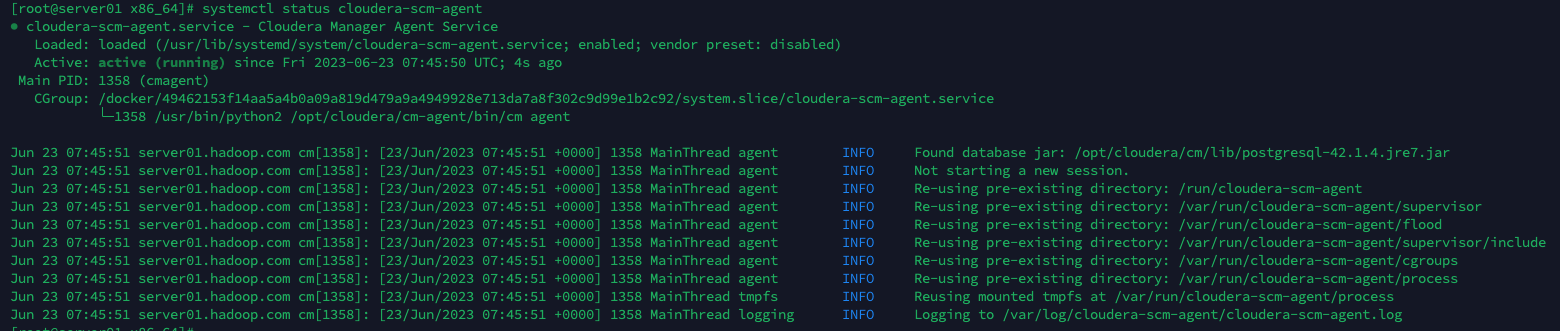 [root@server01 x86_64]# systemctl status cloudera-scm-agent
● cloudera-scm-agent.service - Cloudera Manager Agent Service
   Loaded: loaded (/usr/lib/systemd/system/cloudera-scm-agent.service; enabled; vendor preset: disabled)
   Active: active (running) since Fri 2023-06-23 07:45:50 UTC; 4s ago
 Main PID: 1358 (cmagent)
   CGroup: /docker/49462153f14aa5a4b0a09a819d479a9a4949928e713da7a8f302c9d99e1b2c92/system.slice/cloudera-scm-agent.service
           └─1358 /usr/bin/python2 /opt/cloudera/cm-agent/bin/cm agent
Jun 23 07:45:51 server01.hadoop.com cm[1358]: [23/Jun/2023 07:45:51 +0000] 1358 MainThread agent        INFO     Found database jar: /opt/cloudera/cm/lib/postgresql-42.1.4.jre7.jar
Jun 23 07:45:51 server01.hadoop.com cm[1358]: [23/Jun/2023 07:45:51 +0000] 1358 MainThread agent        INFO     Not starting a new session.
Jun 23 07:45:51 server01.hadoop.com cm[1358]: [23/Jun/2023 07:45:51 +0000] 1358 MainThread agent        INFO     Re-using pre-existing directory: /run/cloudera-scm-agent
Jun 23 07:45:51 server01.hadoop.com cm[1358]: [23/Jun/2023 07:45:51 +0000] 1358 MainThread agent        INFO     Re-using pre-existing directory: /var/run/cloudera-scm-agent/supervisor
Jun 23 07:45:51 server01.hadoop.com cm[1358]: [23/Jun/2023 07:45:51 +0000] 1358 MainThread agent        INFO     Re-using pre-existing directory: /var/run/cloudera-scm-agent/flood
Jun 23 07:45:51 server01.hadoop.com cm[1358]: [23/Jun/2023 07:45:51 +0000] 1358 MainThread agent        INFO     Re-using pre-existing directory: /var/run/cloudera-scm-agent/supervisor/include
Jun 23 07:45:51 server01.hadoop.com cm[1358]: [23/Jun/2023 07:45:51 +0000] 1358 MainThread agent        INFO     Re-using pre-existing directory: /var/run/cloudera-scm-agent/cgroups
Jun 23 07:45:51 server01.hadoop.com cm[1358]: [23/Jun/2023 07:45:51 +0000] 1358 MainThread agent        INFO     Re-using pre-existing directory: /var/run/cloudera-scm-agent/process
Jun 23 07:45:51 server01.hadoop.com cm[1358]: [23/Jun/2023 07:45:51 +0000] 1358 MainThread tmpfs        INFO     Reusing mounted tmpfs at /var/run/cloudera-scm-agent/process
Jun 23 07:45:51 server01.hadoop.com cm[1358]: [23/Jun/2023 07:45:51 +0000] 1358 MainThread logging      INFO     Logging to /var/log/cloudera-scm-agent/cloudera-scm-agent.log
[root@server01 x86_64]#